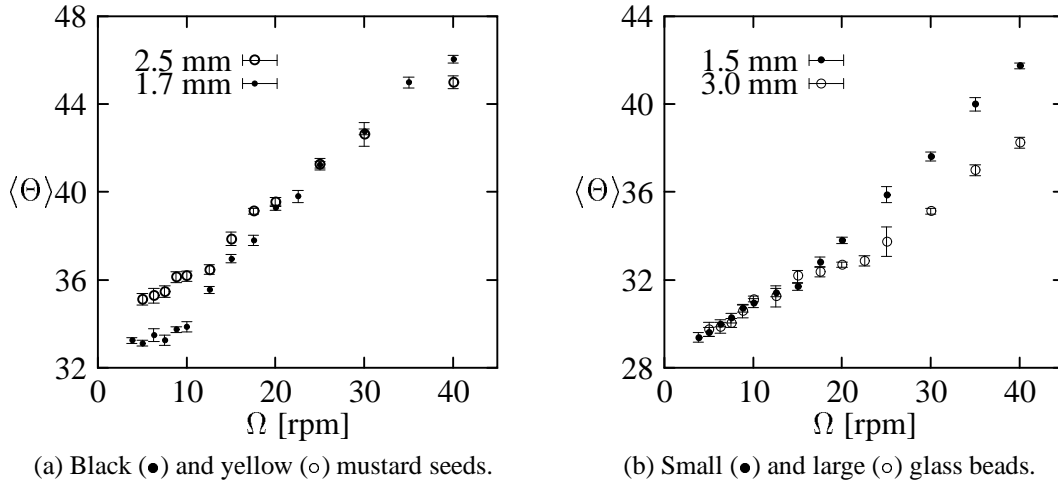 48
44
40
36
32
⟨Θ⟩
2.5 mm
1.7 mm
0 10 20 30 40
Ω [rpm]
(a) Black (●) and yellow (○) mustard seeds.
44
40
36
32
28
⟨Θ⟩
1.5 mm
3.0 mm
0 10 20 30 40
Ω [rpm]
(b) Small (●) and large (○) glass beads.